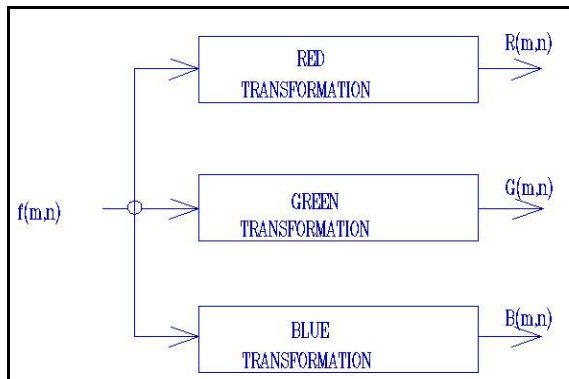 RED
TRANSFORMATION
R(m,n)
f(m,n)
GREEN
TRANSFORMATION
G(m,n)
BLUE
TRANSFORMATION
B(m,n)